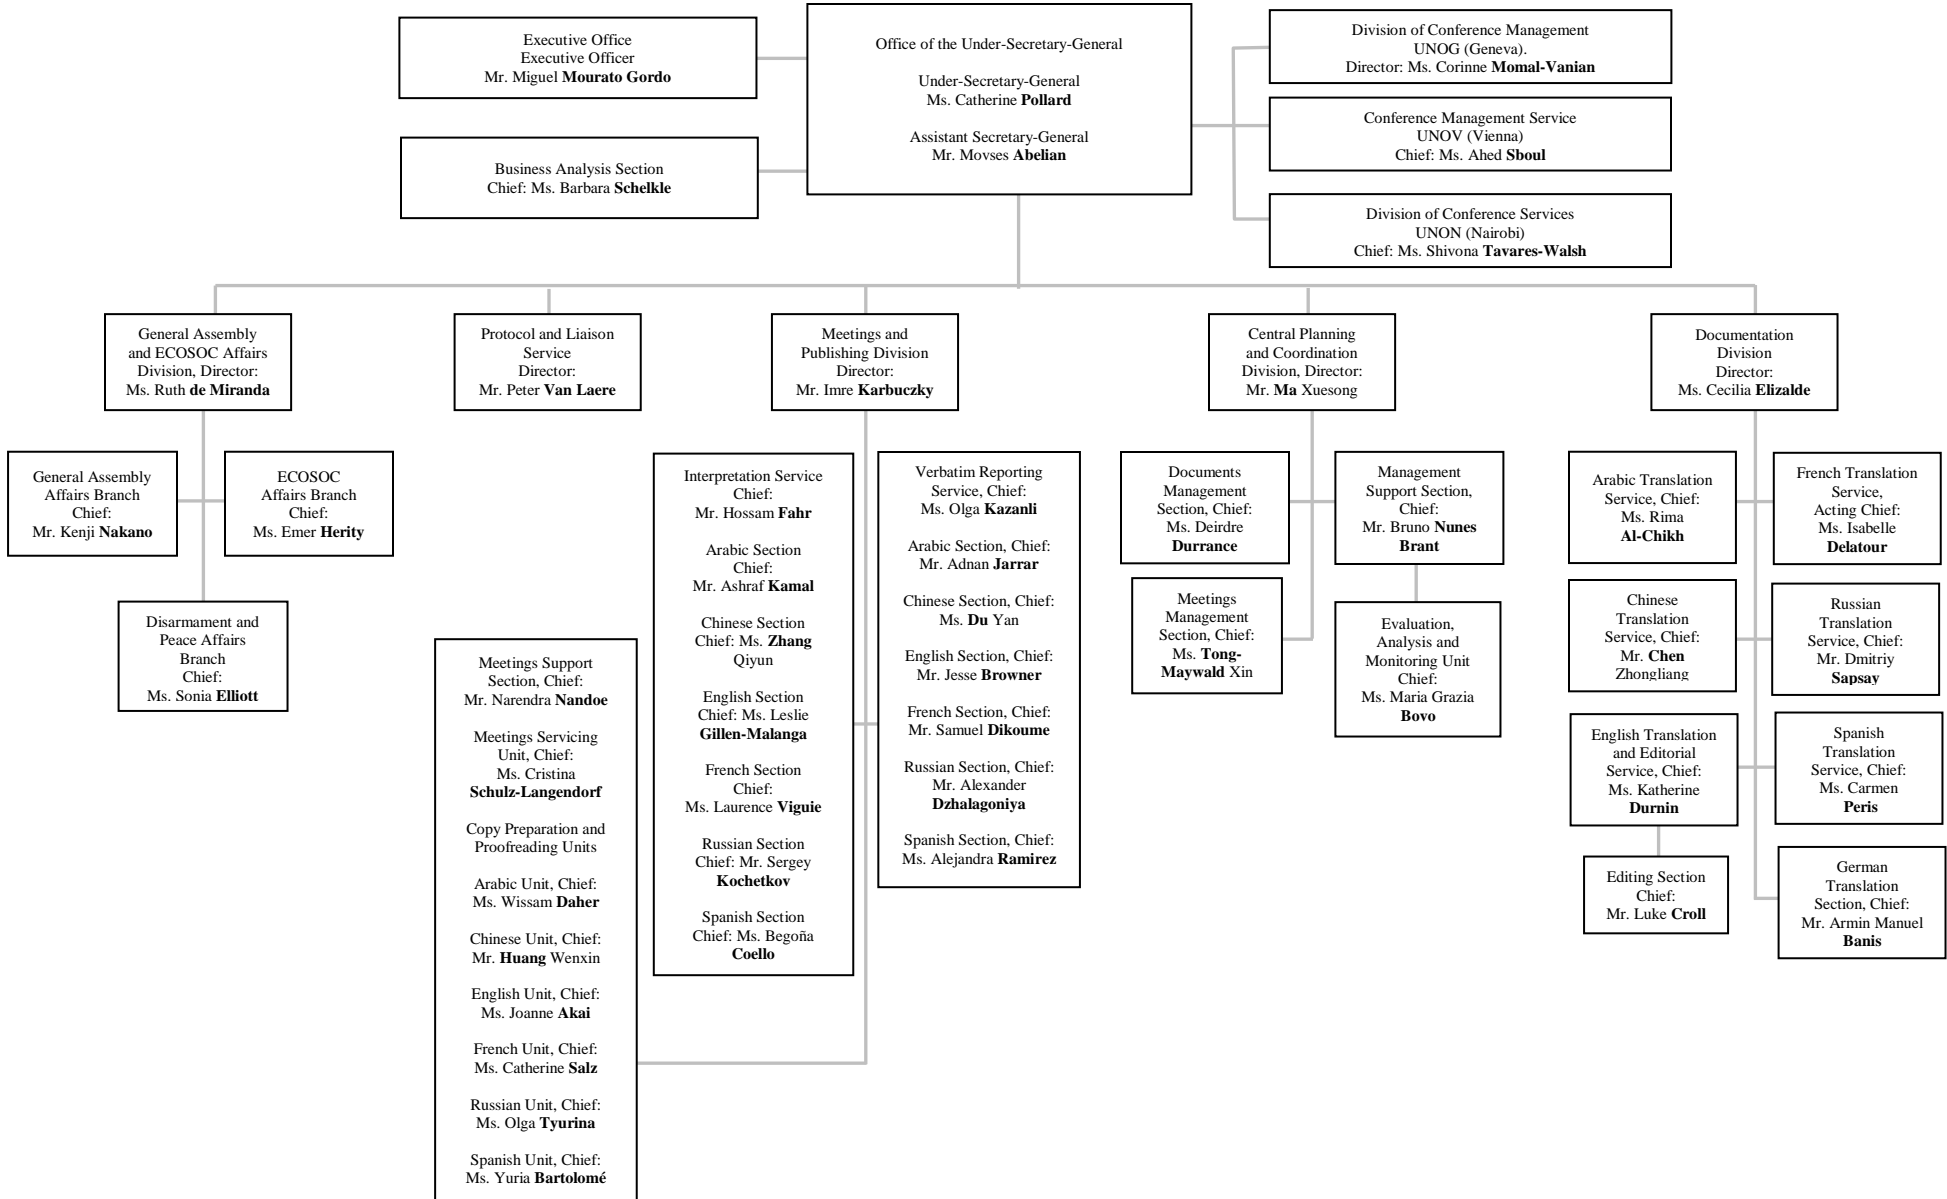 Executive Office
Executive Officer
Mr. Miguel Mourato Gordo
Business Analysis Section
Chief: Ms. Barbara Schelkle
Office of the Under-Secretary-General
Under-Secretary-General
Ms. Catherine Pollard
Assistant Secretary-General
Mr. Movses Abelian
Division of Conference Management
UNOG (Geneva).
Director: Ms. Corinne Momal-Vanian
Conference Management Service
UNOV (Vienna)
Chief: Ms. Ahed Sboul
Division of Conference Services
UNON (Nairobi)
Chief: Ms. Shivona Tavares-Walsh
General Assembly
and ECOSOC Affairs
Division, Director:
Ms. Ruth de Miranda
Protocol and Liaison
Service
Director:
Mr. Peter Van Laere
Meetings and
Publishing Division
Director:
Mr. Imre Karbuczky
Central Planning
and Coordination
Division, Director:
Mr. Ma Xuesong
Documentation
Division
Director:
Ms. Cecilia Elizalde
General Assembly
Affairs Branch
Chief:
Mr. Kenji Nakano
ECOSOC
Affairs Branch
Chief:
Ms. Emer Herity
Disarmament and
Peace Affairs
Branch
Chief:
Ms. Sonia Elliott
Meetings Support
Section, Chief:
Mr. Narendra Nandoe
Meetings Servicing
Unit, Chief:
Ms. Cristina
Schulz-Langendorf
Copy Preparation and
Proofreading Units
Arabic Unit, Chief:
Ms. Wissam Daher
Chinese Unit, Chief:
Mr. Huang Wenxin
English Unit, Chief:
Ms. Joanne Akai
French Unit, Chief:
Ms. Catherine Salz
Russian Unit, Chief:
Ms. Olga Tyurina
Spanish Unit, Chief:
Ms. Yuria Bartolomé
Interpretation Service
Chief:
Mr. Hossam Fahr
Arabic Section
Chief:
Mr. Ashraf Kamal
Chinese Section
Chief: Ms. Zhang
Qiyun
English Section
Chief: Ms. Leslie
Gillen-Malanga
French Section
Chief:
Ms. Laurence Viguie
Russian Section
Chief: Mr. Sergey
Kochetkov
Spanish Section
Chief: Ms. Begoña
Coello
Verbatim Reporting
Service, Chief:
Ms. Olga Kazanli
Arabic Section, Chief:
Mr. Adnan Jarrar
Chinese Section, Chief:
Ms. Du Yan
English Section, Chief:
Mr. Jesse Browner
French Section, Chief:
Mr. Samuel Dikoume
Russian Section, Chief:
Mr. Alexander
Dzhalagoniya
Spanish Section, Chief:
Ms. Alejandra Ramirez
Documents
Management
Section, Chief:
Ms. Deirdre
Durrance
Management
Support Section,
Chief:
Mr. Bruno Nunes
Brant
Meetings
Management
Section, Chief:
Ms. Tong-
Maywald Xin
Evaluation,
Analysis and
Monitoring Unit
Chief:
Ms. Maria Grazia
Bovo
Arabic Translation
Service, Chief:
Ms. Rima
Al-Chikh
French Translation
Service,
Acting Chief:
Ms. Isabelle
Delatour
Chinese
Translation
Service, Chief:
Mr. Chen
Zhongliang
Russian
Translation
Service, Chief:
Mr. Dmitriy
Sapsay
English Translation
and Editorial
Service, Chief:
Ms. Katherine
Durnin
Spanish
Translation
Service, Chief:
Ms. Carmen
Peris
Editing Section
Chief:
Mr. Luke Croll
German
Translation
Section, Chief:
Mr. Armin Manuel
Banis